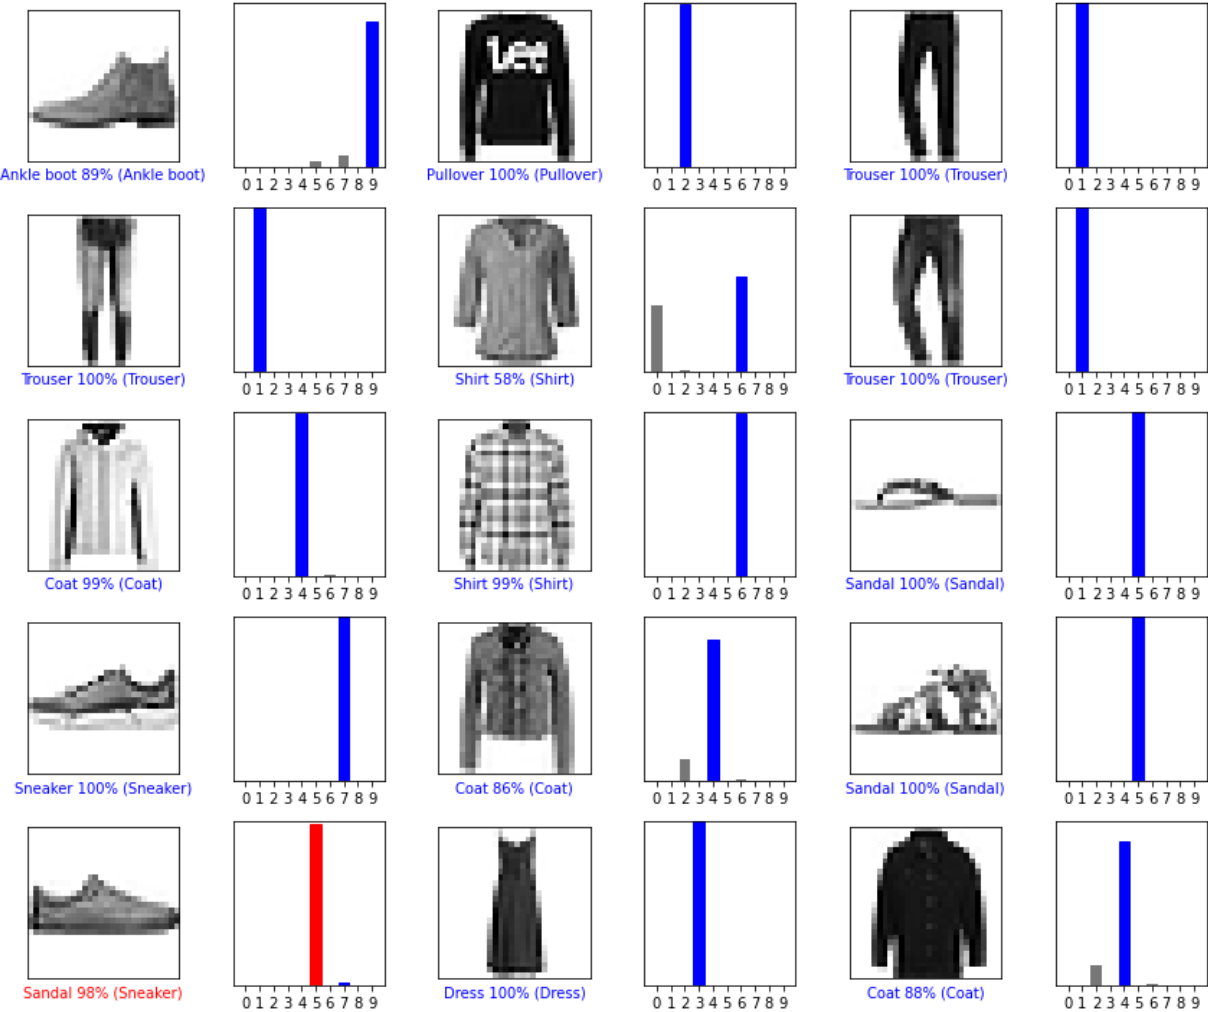 Lee
Ankle boot 89% (Ankle boot)
0 1 2 3 4 5 6 7 8 9
Pullover 100% (Pullover)
0 1 2 3 4 5 6 7 8 9
Trouser 100% (Trouser)
0 1 2 3 4 5 6 7 8 9
Trouser 100% (Trouser)
0 1 2 3 4 5 6 7 8 9
Shirt 58% (Shirt)
0 1 2 3 4 5 6 7 8 9
Trouser 100% (Trouser)
0 1 2 3 4 5 6 7 8 9
Coat 99% (Coat)
0 1 2 3 4 5 6 7 8 9
Shirt 99% (Shirt)
0 1 2 3 4 5 6 7 8 9
Sandal 100% (Sandal)
0 1 2 3 4 5 6 7 8 9
Sneaker 100% (Sneaker)
0 1 2 3 4 5 6 7 8 9
Coat 86% (Coat)
0 1 2 3 4 5 6 7 8 9
Sandal 100% (Sandal)
0 1 2 3 4 5 6 7 8 9
Sandal 98% (Sneaker)
0 1 2 3 4 5 6 7 8 9
Dress 100% (Dress)
0 1 2 3 4 5 6 7 8 9
Coat 88% (Coat)
0 1 2 3 4 5 6 7 8 9